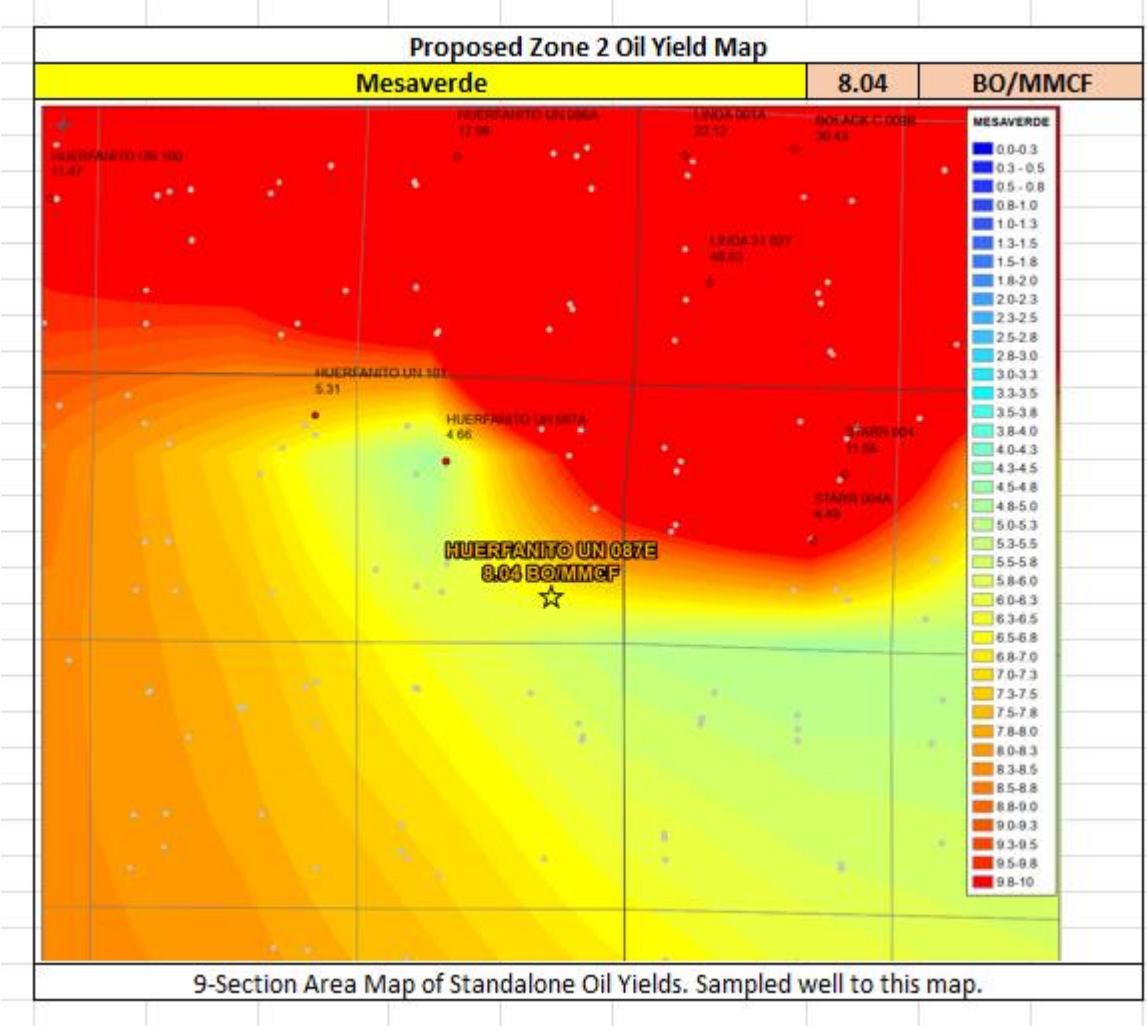 Proposed Zone 2 Oil Yield Map
Mesaverde 8.04 BO/MMCF
HUERFANITO UN 086A
17.98
LINDA 001A
22.12
BOLACK C 009B
30.43
HUERFANITO UN 100
11.47
LINDA 31 027
HUERFANITO UN 101
5.31
HUERFANITO UN 087A
4.66
STARR 004
STARR 004A
4.49
HUERFANITO UN 087E
8.04 BO/MMCF
MESAVERDE
0.0-0.3
0.3 - 0.5
0.5 - 0.8
0.8-1.0
1.0-1.3
1.3-1.5
1.5-1.8
1.8-2.0
2.0-2.3
2.3-2.5
2.5-2.8
2.8-3.0
3.0-3.3
3.3-3.5
3.5-3.8
3.8-4.0
4.0-4.3
4.3-4.5
4.5-4.8
4.8-5.0
5.0-5.3
5.3-5.5
5.5-5.8
5.8-6.0
6.0-6.3
6.3-6.5
6.5-6.8
6.8-7.0
7.0-7.3
7.3-7.5
7.5-7.8
7.8-8.0
8.0-8.3
8.3-8.5
8.5-8.8
8.8-9.0
9.0-9.3
9.3-9.5
9.5-9.8
9.8-10
9-Section Area Map of Standalone Oil Yields. Sampled well to this map.